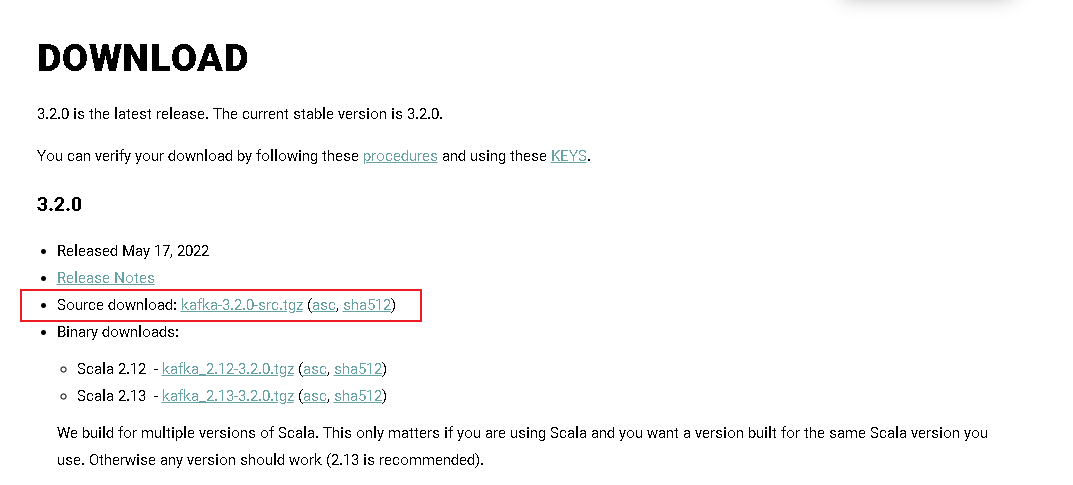 DOWNLOAD
3.2.0 is the latest release. The current stable version is 3.2.0.
You can verify your download by following these procedures and using these KEYS.
3.2.0
Released May 17, 2022
Release Notes
Source download: kafka-3.2.0-src.tgz (asc, sha512)
Binary downloads:
Scala 2.12 - kafka_2.12-3.2.0.tgz (asc, sha512)
Scala 2.13 - kafka_2.13-3.2.0.tgz (asc, sha512)
We build for multiple versions of Scala. This only matters if you are using Scala and you want a version built for the same Scala version you
use. Otherwise any version should work (2.13 is recommended).